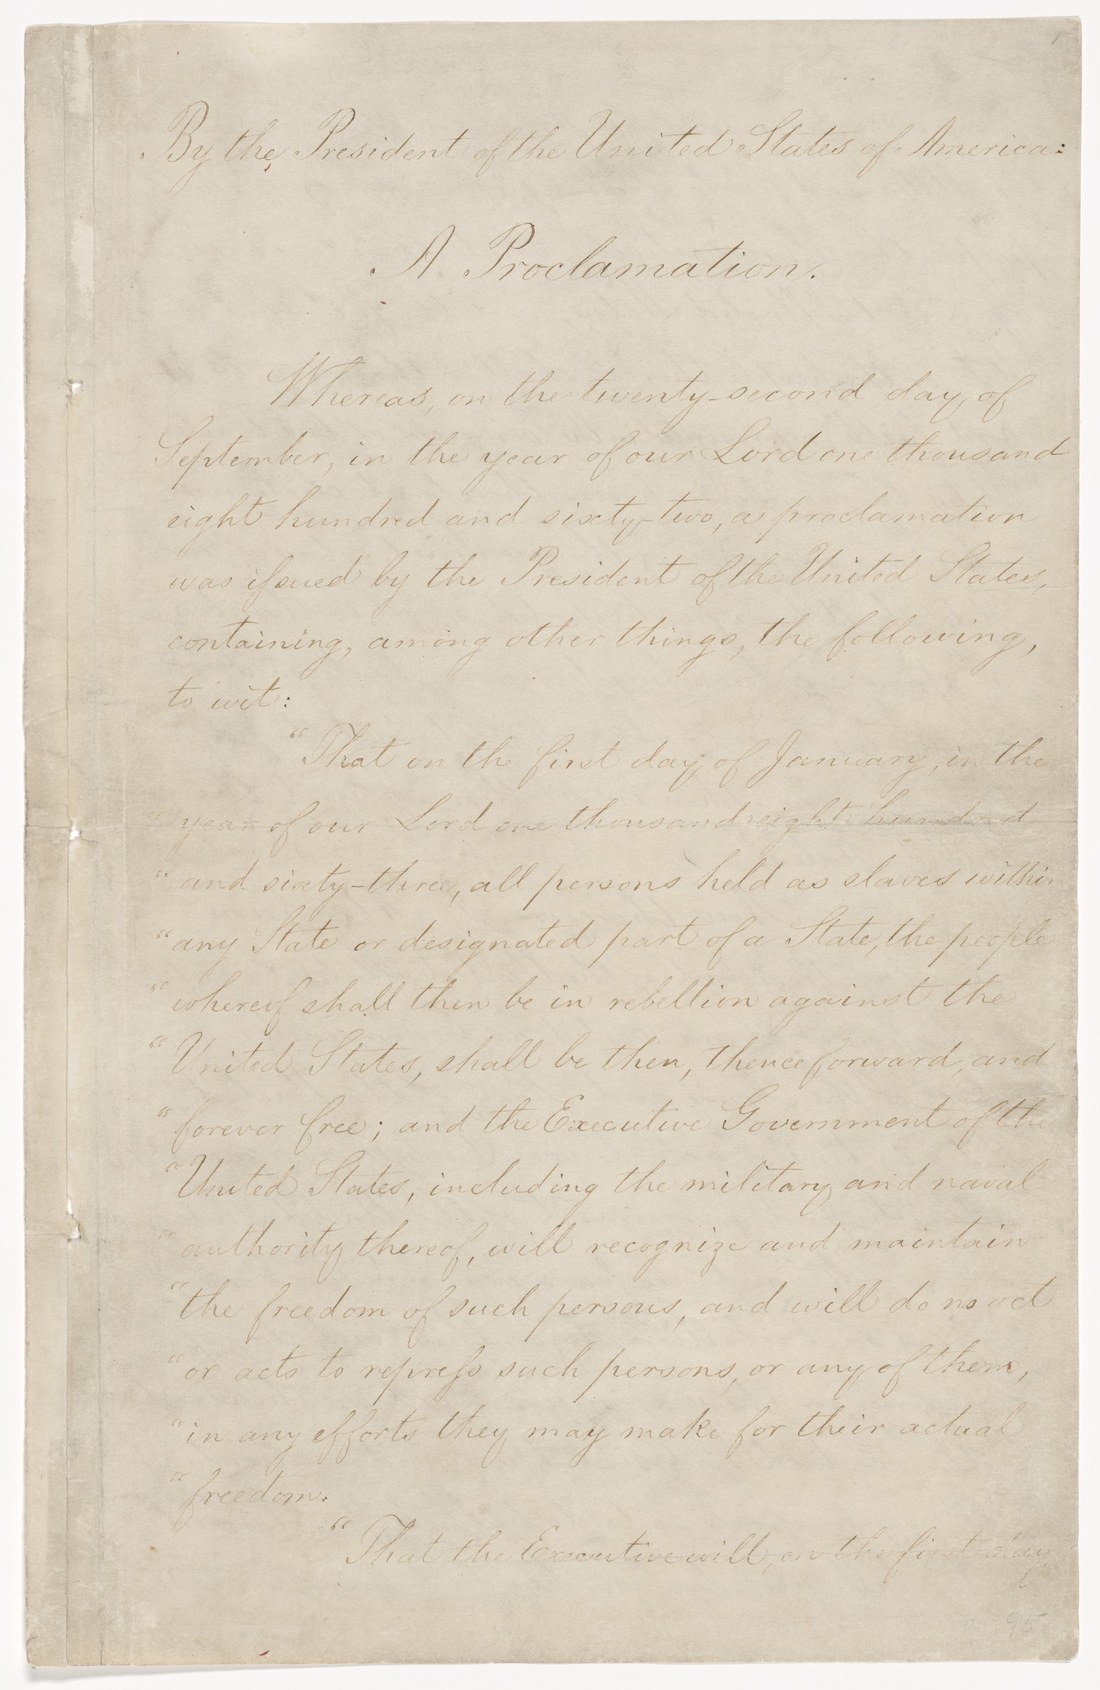 By the President of the United States of America:
A Proclamation.
Whereas, on the twenty-second day of
September, in the year of our Lord one thousand
eight hundred and sixty-two, a proclamation
was issued by the President of the United States,
containing, among other things, the following,
to wit:
"That on the first day of January, in the
year of our Lord one thousand eight hundred
"and sixty-three, all persons held as slaves within
"any State or designated part of a State, the people
"whereof shall then be in rebellion against the
"United States, shall be then, thenceforward, and
"forever free; and the Executive Government of the
"United States, including the military and naval
"authority thereof, will recognize and maintain
"the freedom of such persons, and will do no act
"or acts to repress such persons, or any of them,
"in any efforts they may make for their actual
"freedom.
"That the Executive will, on the first day
95